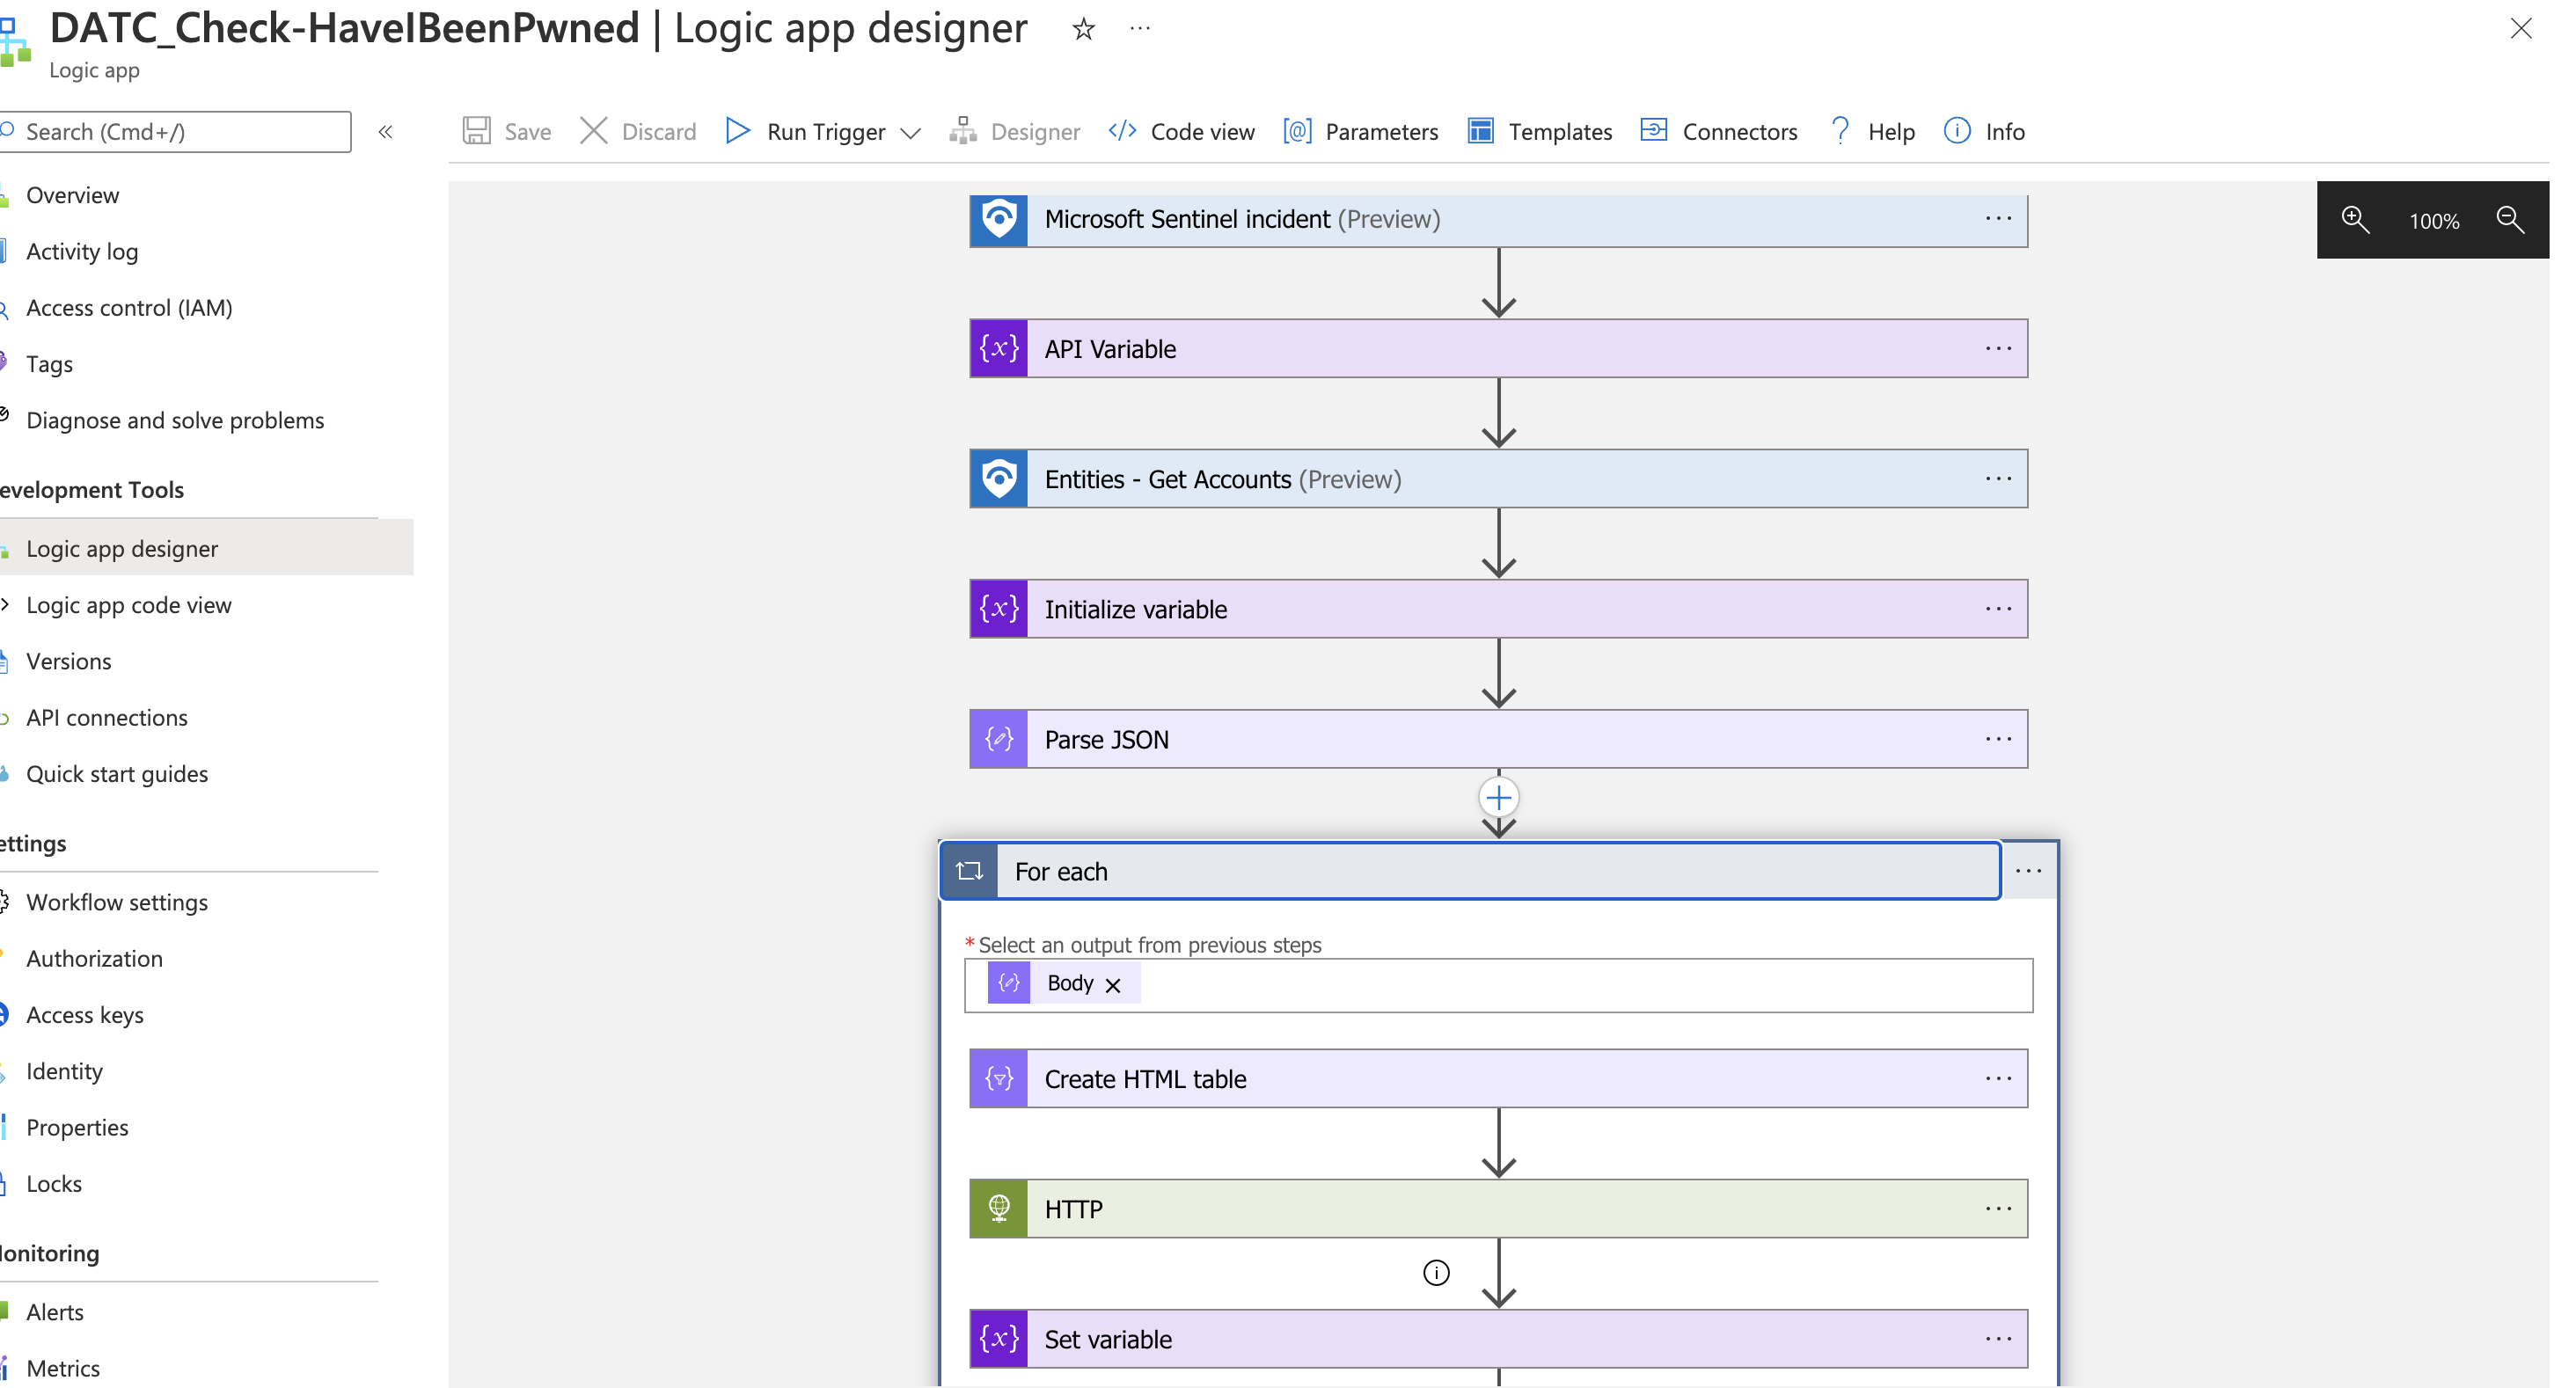 DATC_Check-HaveIBeenPwned | Logic app designer
Logic app
Search (Cmd+/)
Save
Discard
Run Trigger
Designer
Code view
Parameters
Templates
Connectors
Help
Info
Overview
Activity log
Access control (IAM)
Tags
Diagnose and solve problems
evelopment Tools
Logic app designer
Logic app code view
Versions
API connections
Quick start guides
ettings
Workflow settings
Authorization
Access keys
Identity
Properties
Locks
onitoring
Alerts
Metrics
Microsoft Sentinel incident (Preview)
API Variable
Entities - Get Accounts (Preview)
Initialize variable
Parse JSON
For each
* Select an output from previous steps
Body
Create HTML table
HTTP
Set variable
100%